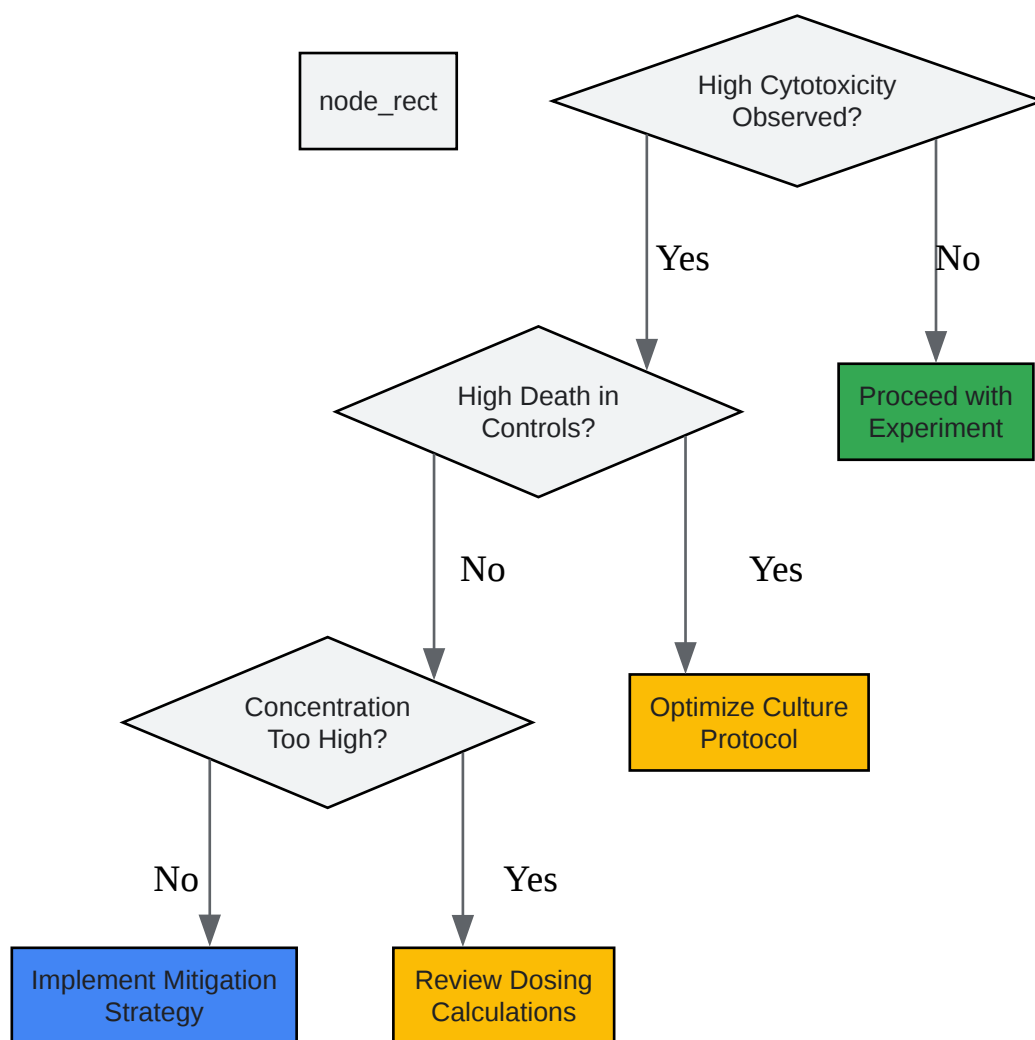 node_rect
High Cytotoxicity
Observed?
Yes
No
High Death in
Controls?
Proceed with
Experiment
No
Yes
Concentration
Too High?
Optimize Culture
Protocol
No
Yes
Implement Mitigation
Strategy
Review Dosing
Calculations